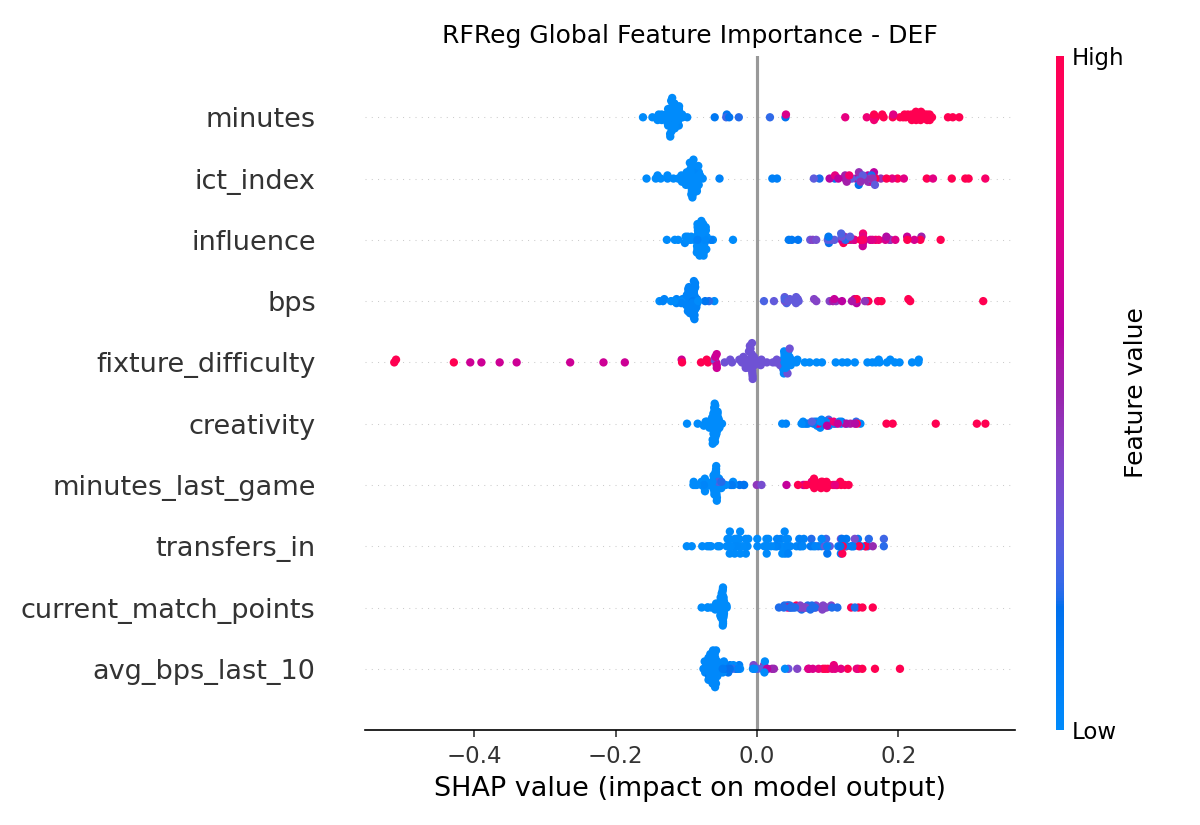 RFReg Global Feature Importance - DEF
High
minutes
ict_index
influence
bps
fixture_difficulty
creativity
minutes_last_game
transfers_in
current_match_points
avg_bps_last_10
Feature value
Low
−0.4 −0.2 0.0 0.2
SHAP value (impact on model output)